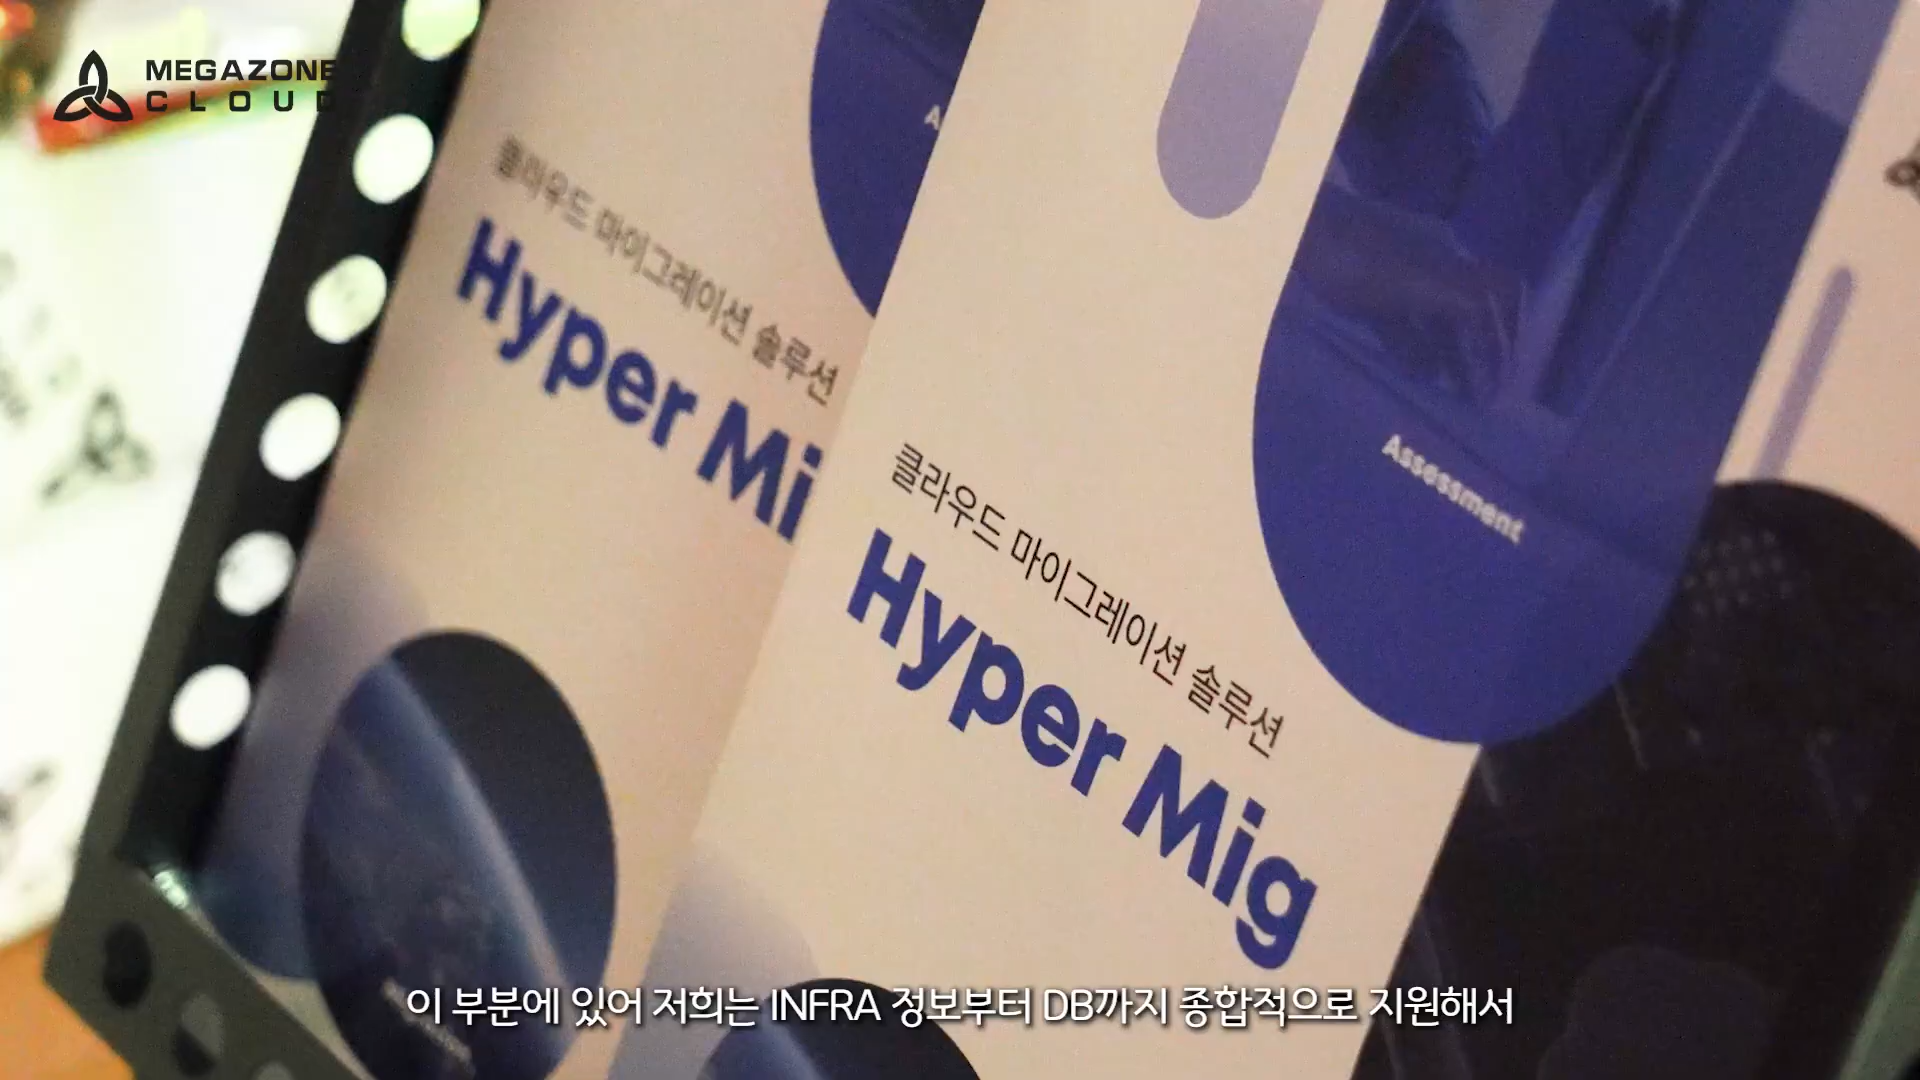 MEGAZONE
CLOUD
클라우드 마이그레이션 솔루션
Hyper Mi
클라우드 마이그레이션 솔루션
Hyper Mig
Assessment
이 부분에 있어 저희는 INFRA 정보부터 DB까지 종합적으로 지원해서